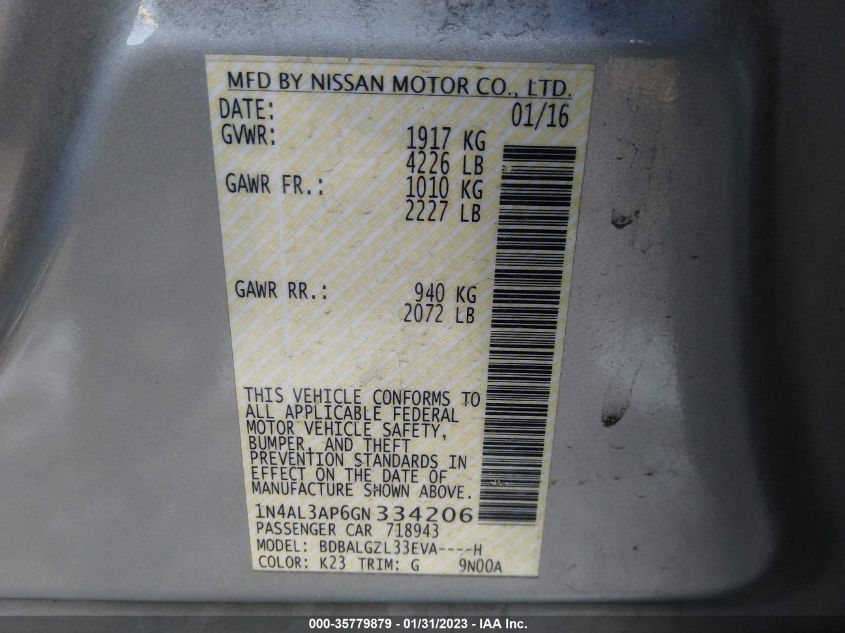 MFD BY NISSAN MOTOR CO., LTD.
DATE: 01/16
GVWR: 1917 KG
4226 LB
GAWR FR.: 1010 KG
2227 LB
GAWR RR.: 940 KG
2072 LB
THIS VEHICLE CONFORMS TO
ALL APPLICABLE FEDERAL
MOTOR VEHICLE SAFETY,
BUMPER, AND THEFT
PREVENTION STANDARDS IN
EFFECT ON THE DATE OF
MANUFACTURE SHOWN ABOVE.
1N4AL3AP6GN 334206
PASSENGER CAR 718943
MODEL: BDBALGZL33EVA----H
COLOR: K23 TRIM: G 9N00A
000-35779879 - 01/31/2023 - IAA Inc.